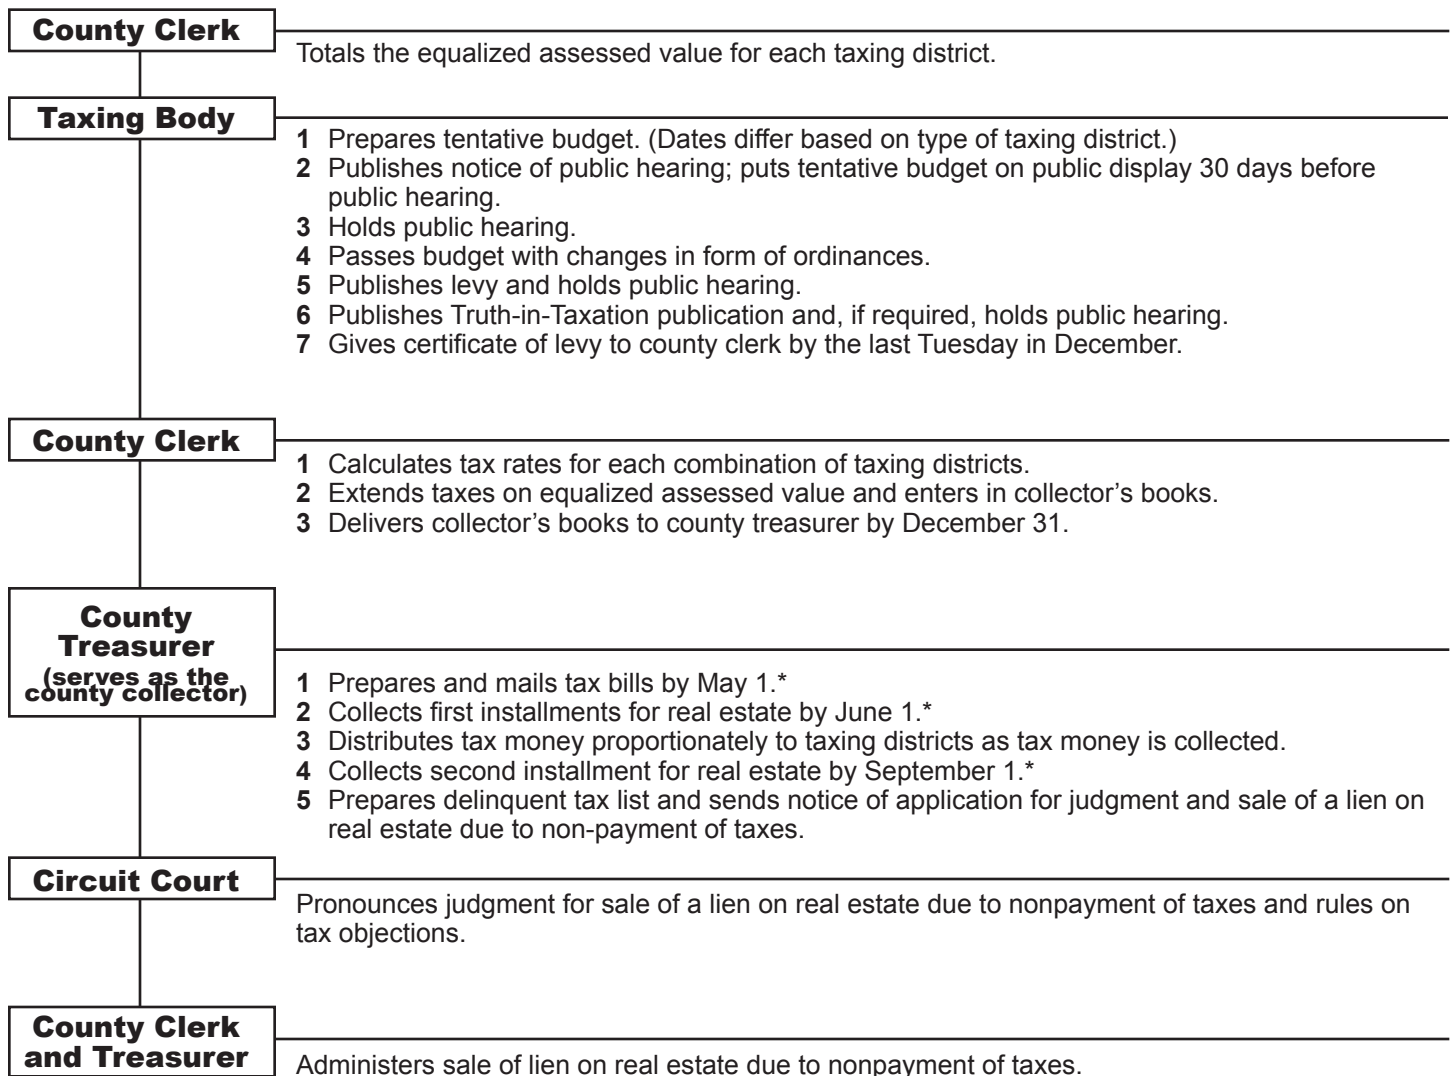 County Clerk
Totals the equalized assessed value for each taxing district.
Taxing Body
1 Prepares tentative budget. (Dates differ based on type of taxing district.)
2 Publishes notice of public hearing; puts tentative budget on public display 30 days before
public hearing.
3 Holds public hearing.
4 Passes budget with changes in form of ordinances.
5 Publishes levy and holds public hearing.
6 Publishes Truth-in-Taxation publication and, if required, holds public hearing.
7 Gives certificate of levy to county clerk by the last Tuesday in December.
County Clerk
1 Calculates tax rates for each combination of taxing districts.
2 Extends taxes on equalized assessed value and enters in collector's books.
3 Delivers collector's books to county treasurer by December 31.
County
Treasurer
(serves as the
county collector)
1 Prepares and mails tax bills by May 1.*
2 Collects first installments for real estate by June 1.*
3 Distributes tax money proportionately to taxing districts as tax money is collected.
4 Collects second installment for real estate by September 1.*
5 Prepares delinquent tax list and sends notice of application for judgment and sale of a lien on
real estate due to non-payment of taxes.
Circuit Court
Pronounces judgment for sale of a lien on real estate due to nonpayment of taxes and rules on
tax objections.
County Clerk
and Treasurer
Administers sale of lien on real estate due to nonpayment of taxes.